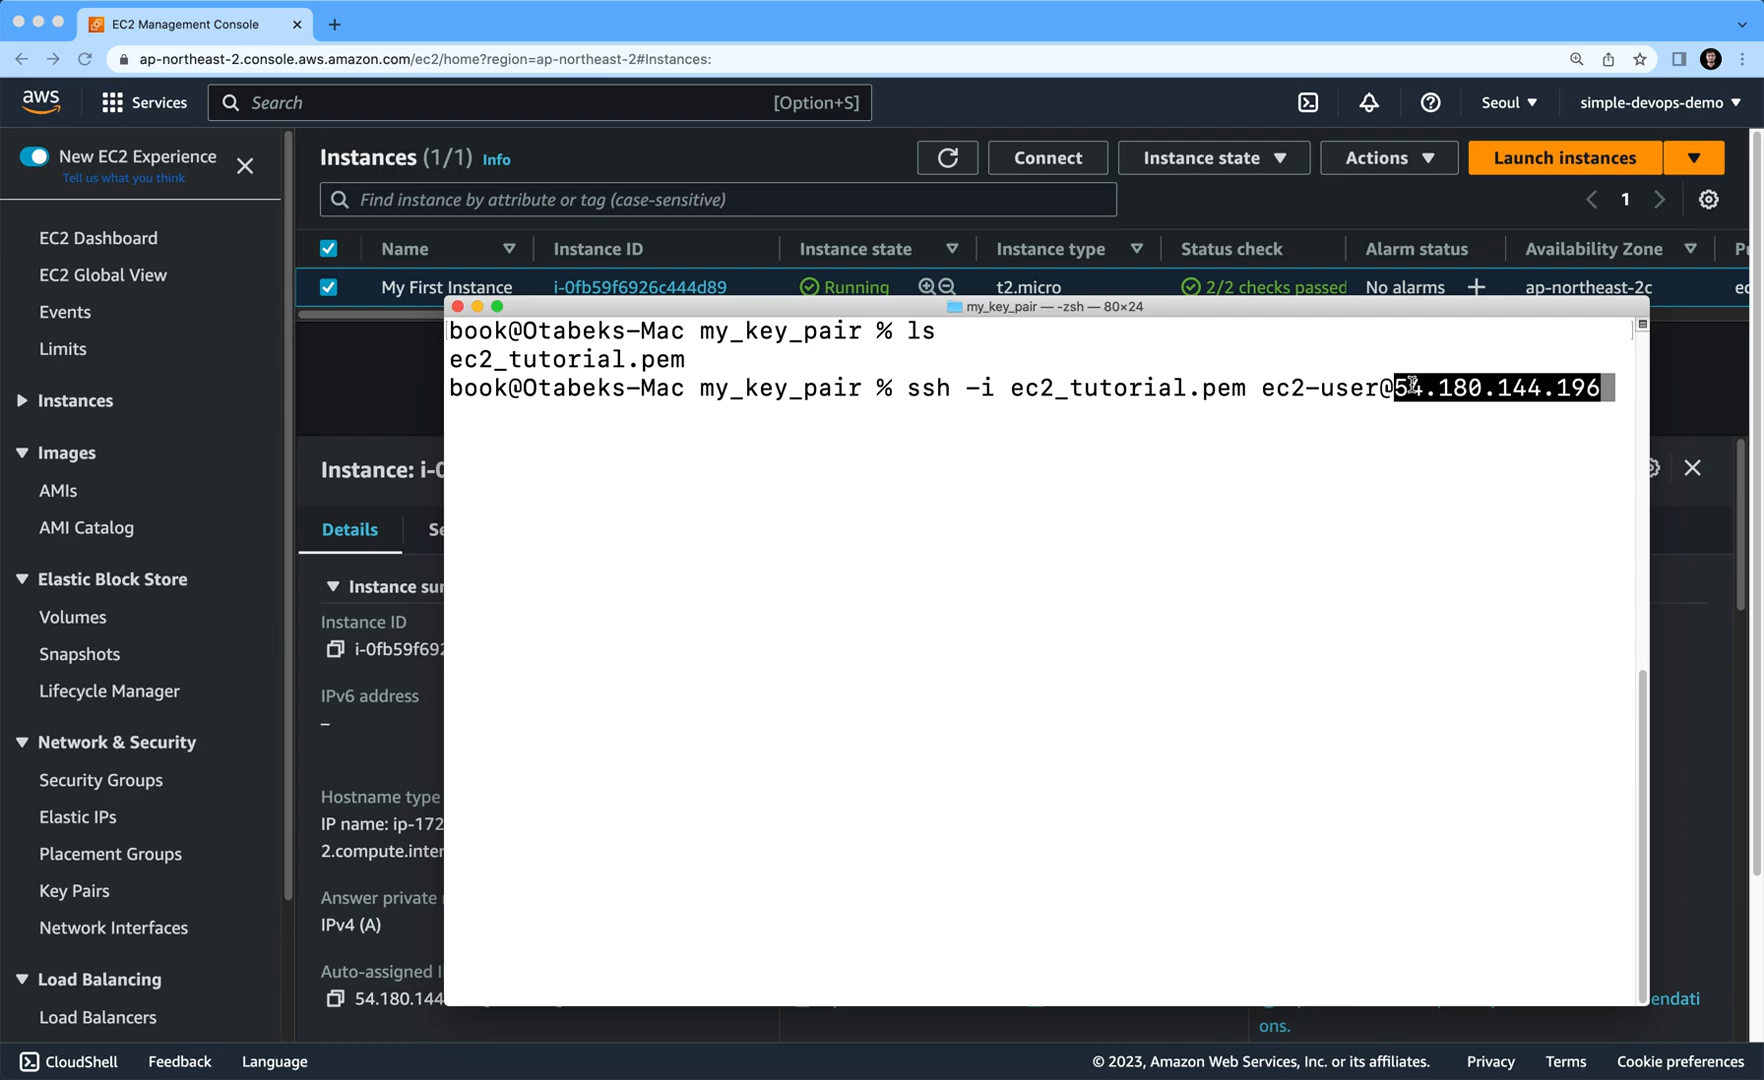 EC2 Management Console
ap-northeast-2.console.aws.amazon.com/ec2/home?region=ap-northeast-2#Instances:
aws
Services
Search
[Option+S]
Seoul
simple-devops-demo
New EC2 Experience
Tell us what you think
EC2 Dashboard
EC2 Global View
Events
Limits
Instances
Images
AMIs
AMI Catalog
Elastic Block Store
Volumes
Snapshots
Lifecycle Manager
Network & Security
Security Groups
Elastic IPs
Placement Groups
Key Pairs
Network Interfaces
Load Balancing
Load Balancers
Instances (1/1) Info
Connect
Instance state
Actions
Launch instances
Find instance by attribute or tag (case-sensitive)
1
Name
Instance ID
Instance state
Instance type
Status check
Alarm status
Availability Zone
My First Instance
i-0fb59f6926c444d89
Running
t2.micro
2/2 checks passed
No alarms
ap-northeast-2c
my_key_pair — -zsh — 80×24
book@Otabeks-Mac my_key_pair % ls
ec2_tutorial.pem
book@Otabeks-Mac my_key_pair % ssh -i ec2_tutorial.pem ec2-user@54.180.144.196
Instance: i-0
Details
Se
Instance sur
Instance ID
i-0fb59f692
IPv6 address
–
Hostname type
IP name: ip-172
2.compute.inter
Answer private
IPv4 (A)
Auto-assigned I
54.180.144
endati
ons.
CloudShell
Feedback
Language
© 2023, Amazon Web Services, Inc. or its affiliates.
Privacy
Terms
Cookie preferences